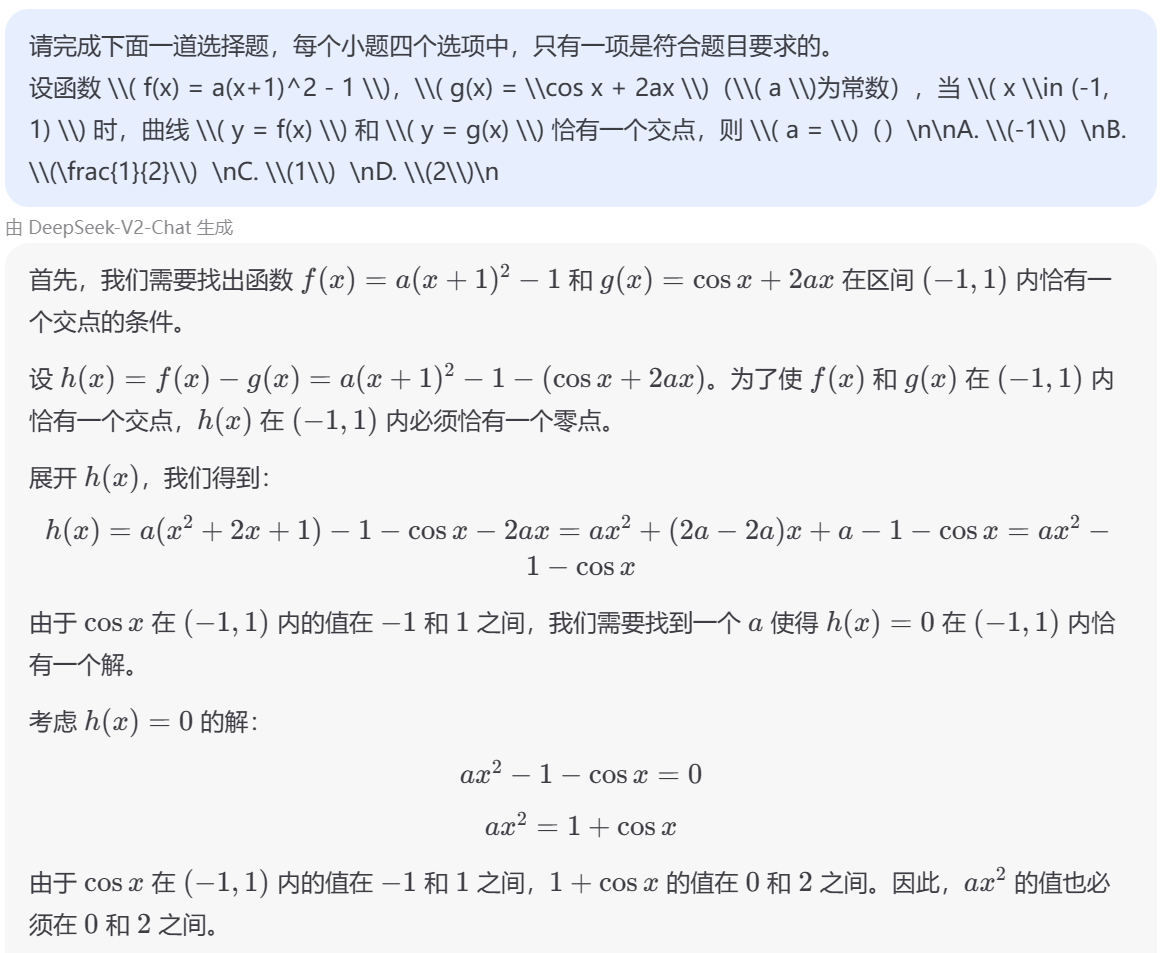 请完成下面一道选择题，每个小题四个选项中，只有一项是符合题目要求的。
设函数 \\( f(x) = a(x+1)^2 - 1 \\)，\\( g(x) = \\cos x + 2ax \\)（\\( a \\)为常数），当 \\( x \\in (-1,
1) \\) 时，曲线 \\( y = f(x) \\) 和 \\( y = g(x) \\) 恰有一个交点，则 \\( a = \\)（）\n\nA. \\(-1\\) \nB.
\\(\frac{1}{2}\\) \nC. \\(1\\) \nD. \\(2\\)\n
由 DeepSeek-V2-Chat 生成
首先，我们需要找出函数 f(x) = a(x + 1)² − 1 和 g(x) = cos x + 2ax 在区间 (−1, 1) 内恰有一
个交点的条件。
设 h(x) = f(x) − g(x) = a(x + 1)² − 1 − (cos x + 2ax)。为了使 f(x) 和 g(x) 在 (−1, 1) 内
恰有一个交点，h(x) 在 (−1, 1) 内必须恰有一个零点。
展开 h(x)，我们得到：
h(x) = a(x² + 2x + 1) − 1 − cos x − 2ax = ax² + (2a − 2a)x + a − 1 − cos x = ax² −
1 − cos x
由于 cos x 在 (−1, 1) 内的值在 −1 和 1 之间，我们需要找到一个 a 使得 h(x) = 0 在 (−1, 1) 内恰
有一个解。
考虑 h(x) = 0 的解：
ax² − 1 − cos x = 0
ax² = 1 + cos x
由于 cos x 在 (−1, 1) 内的值在 −1 和 1 之间，1 + cos x 的值在 0 和 2 之间。因此，ax² 的值也必
须在 0 和 2 之间。